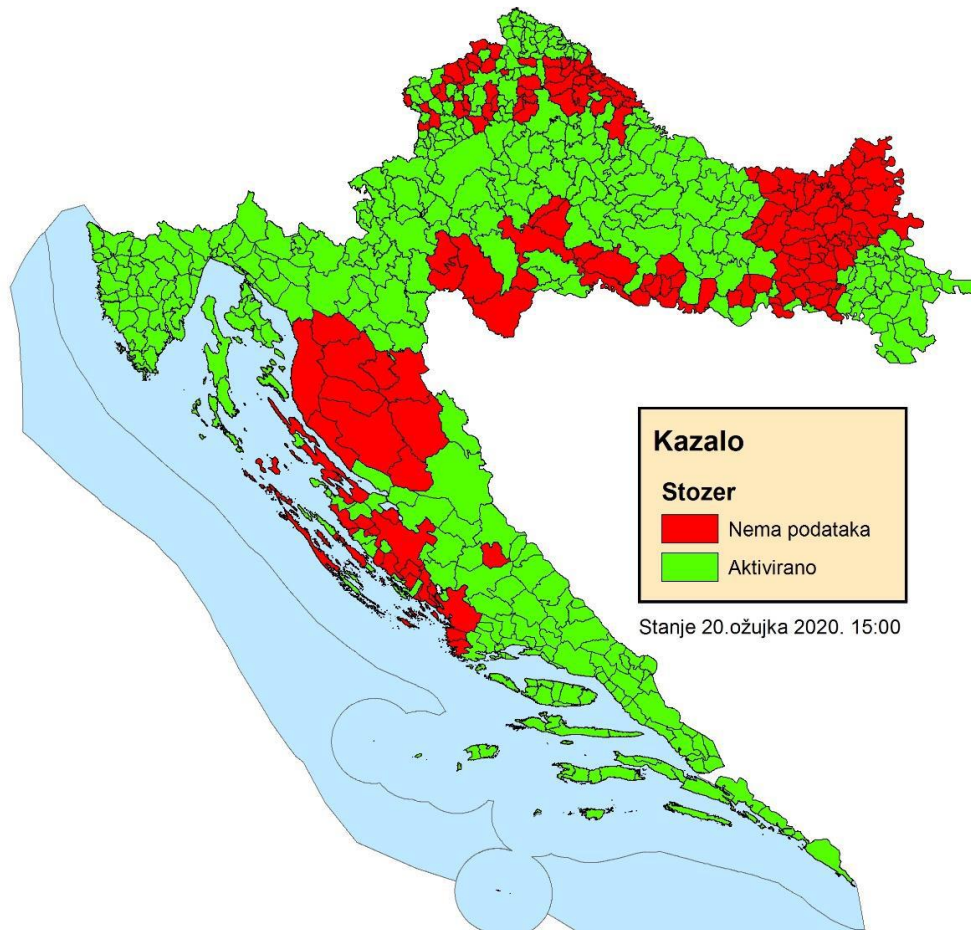 Kazalo
Stozer
Nema podataka
Aktivirano
Stanje 20.ožujka 2020. 15:00